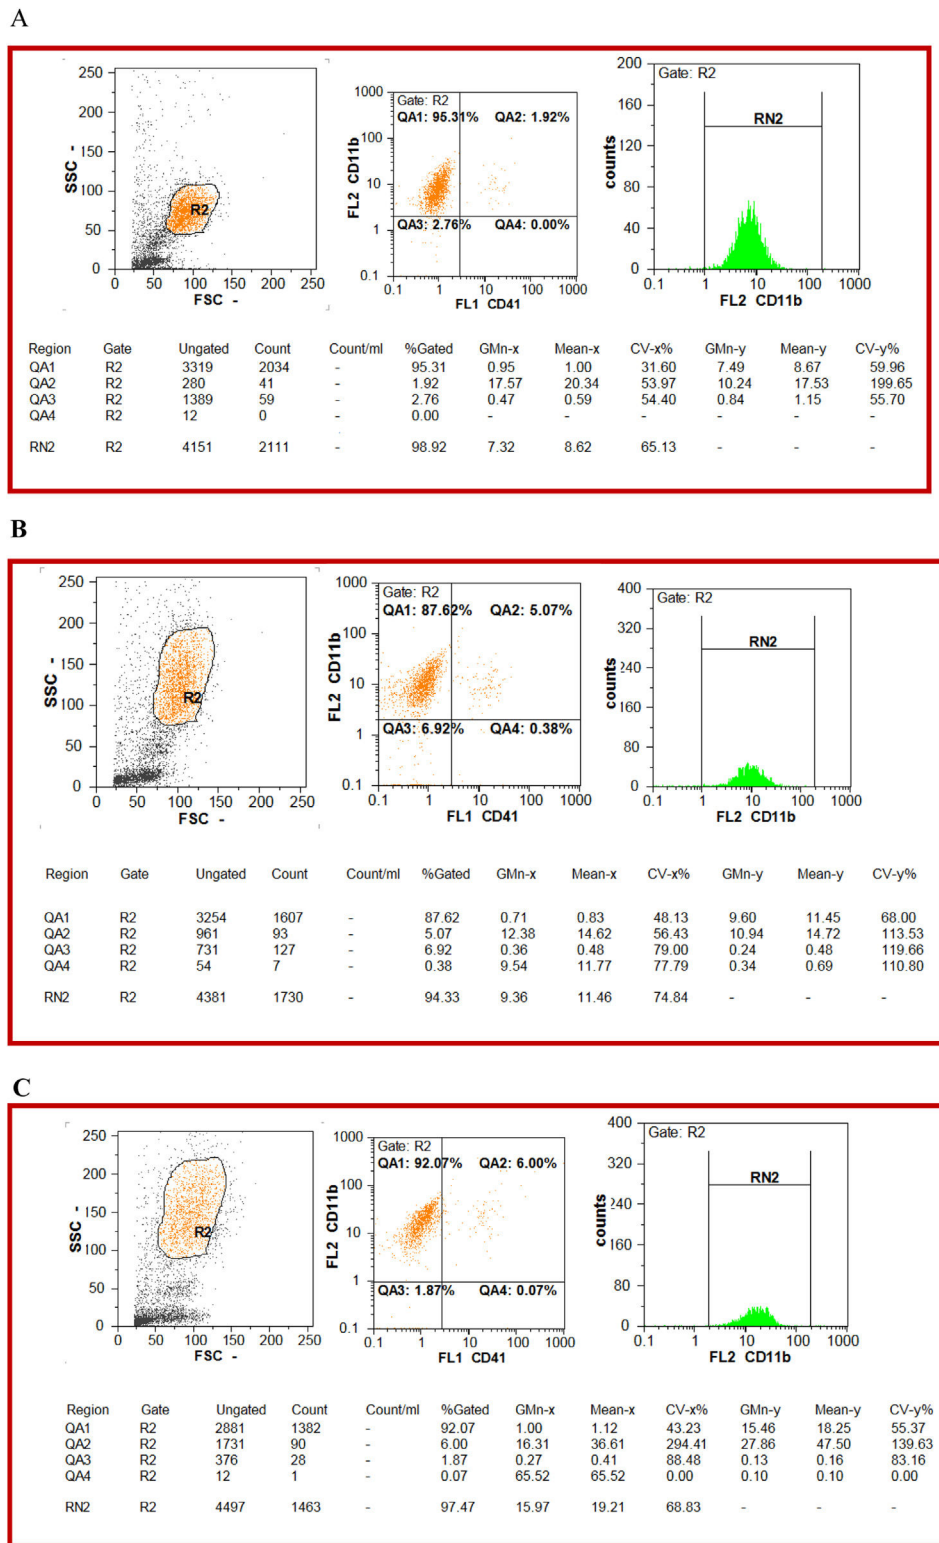 A
250
200
150
100
50
0
SSC -
R2
0 50 100 150 200 250
FSC -
1000
100
10
1
0.1
FL2 CD11b
Gate: R2
QA1: 95.31% QA2: 1.92%
QA3: 2.76% QA4: 0.00%
0.1 1 10 100 1000
FL1 CD41
200
160
120
80
40
0
counts
Gate: R2
RN2
0.1 1 10 100 1000
FL2 CD11b
Region Gate Ungated Count Count/ml %Gated GMn-x Mean-x CV-x% GMn-y Mean-y CV-y%
QA1 R2 3319 2034 - 95.31 0.95 1.00 31.60 7.49 8.67 59.96
QA2 R2 280 41 - 1.92 17.57 20.34 53.97 10.24 17.53 199.65
QA3 R2 1389 59 - 2.76 0.47 0.59 54.40 0.84 1.15 55.70
QA4 R2 12 0 - 0.00 - - - - - -
RN2 R2 4151 2111 - 98.92 7.32 8.62 65.13 - - -
B
250
200
150
100
50
0
SSC -
R2
0 50 100 150 200 250
FSC -
1000
100
10
1
0.1
FL2 CD11b
Gate: R2
QA1: 87.62% QA2: 5.07%
QA3: 6.92% QA4: 0.38%
0.1 1 10 100 1000
FL1 CD41
400
320
240
160
80
0
counts
Gate: R2
RN2
0.1 1 10 100 1000
FL2 CD11b
Region Gate Ungated Count Count/ml %Gated GMn-x Mean-x CV-x% GMn-y Mean-y CV-y%
QA1 R2 3254 1607 - 87.62 0.71 0.83 48.13 9.60 11.45 68.00
QA2 R2 961 93 - 5.07 12.38 14.62 56.43 10.94 14.72 113.53
QA3 R2 731 127 - 6.92 0.36 0.48 79.00 0.24 0.48 119.66
QA4 R2 54 7 - 0.38 9.54 11.77 77.79 0.34 0.69 110.80
RN2 R2 4381 1730 - 94.33 9.36 11.46 74.84 - - -
C
250
200
150
100
50
0
SSC -
R2
0 50 100 150 200 250
FSC -
1000
100
10
1
0.1
FL2 CD11b
Gate: R2
QA1: 92.07% QA2: 6.00%
QA3: 1.87% QA4: 0.07%
0.1 1 10 100 1000
FL1 CD41
400
320
240
160
80
0
counts
Gate: R2
RN2
0.1 1 10 100 1000
FL2 CD11b
Region Gate Ungated Count Count/ml %Gated GMn-x Mean-x CV-x% GMn-y Mean-y CV-y%
QA1 R2 2881 1382 - 92.07 1.00 1.12 43.23 15.46 18.25 55.37
QA2 R2 1731 90 - 6.00 16.31 36.61 294.41 27.86 47.50 139.63
QA3 R2 376 28 - 1.87 0.27 0.41 88.48 0.13 0.16 83.16
QA4 R2 12 1 - 0.07 65.52 65.52 0.00 0.10 0.10 0.00
RN2 R2 4497 1463 - 97.47 15.97 19.21 68.83 - - -